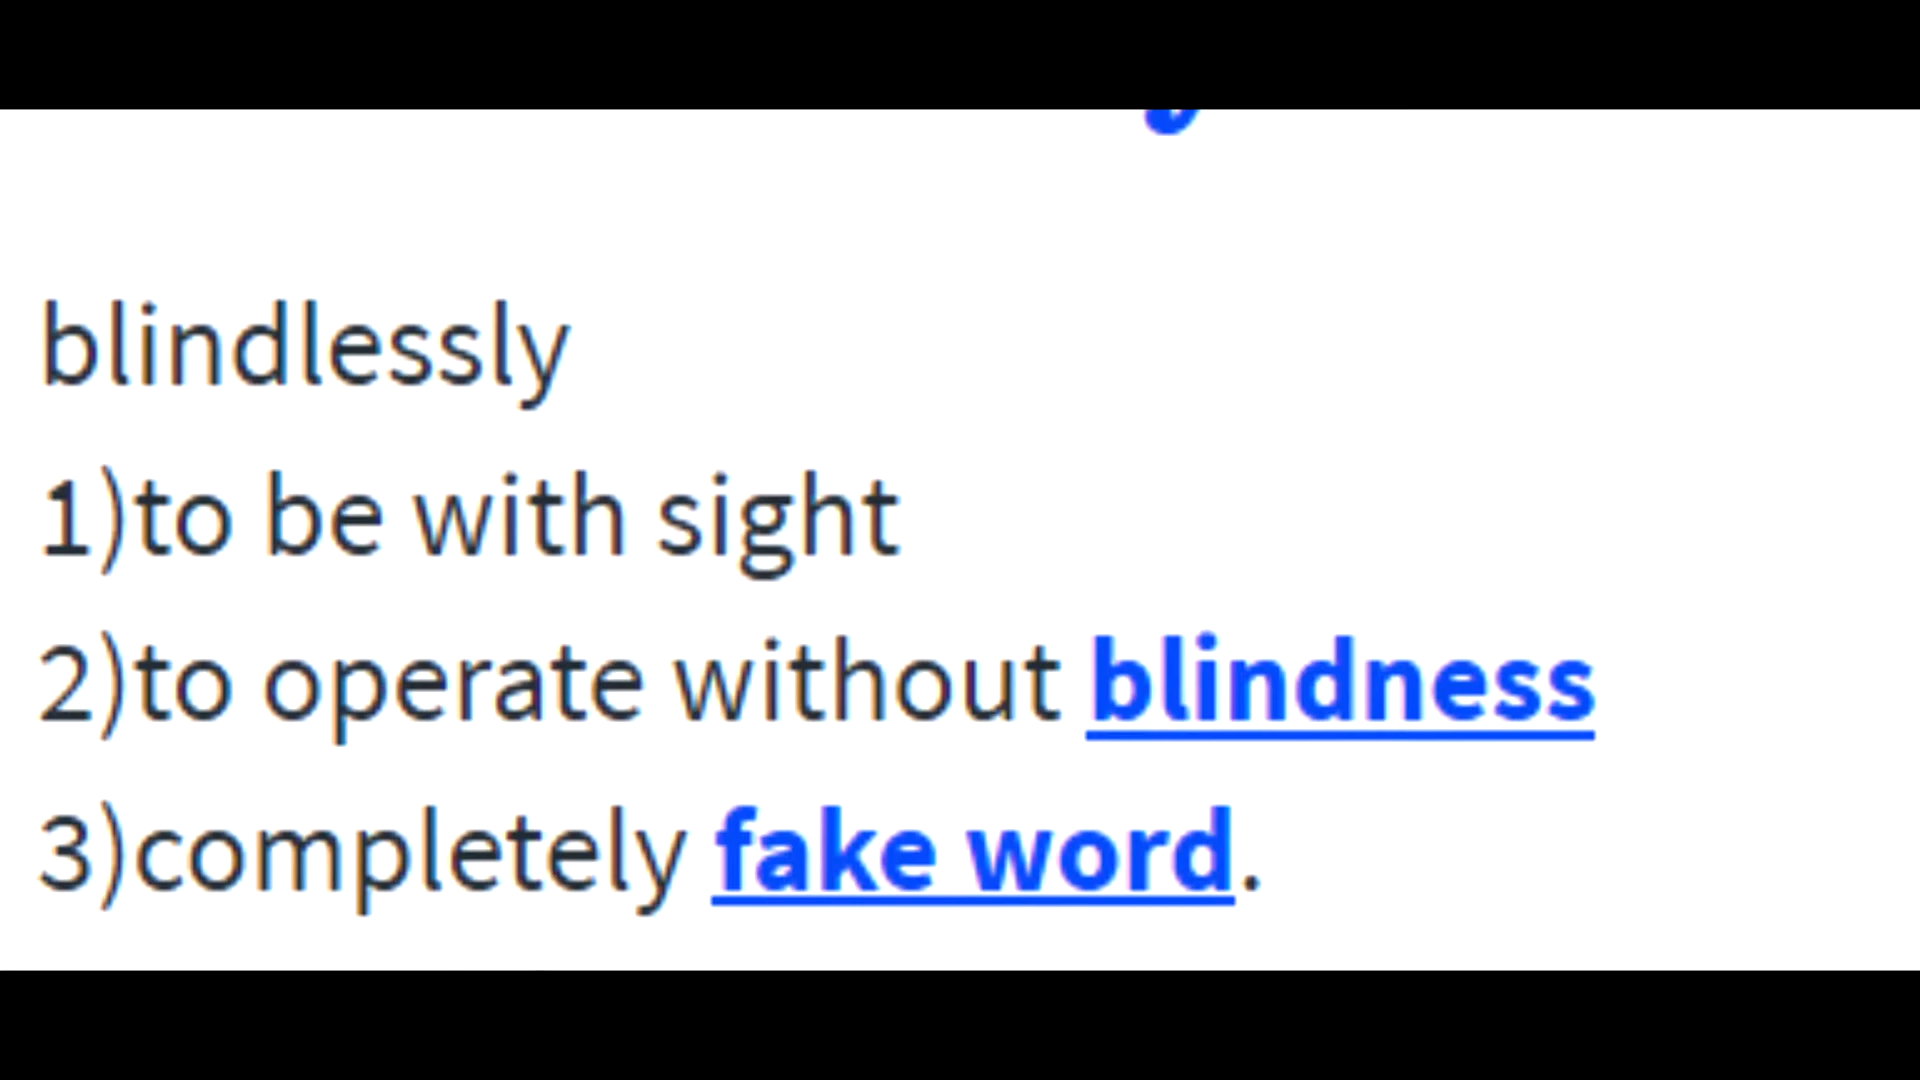 blindlessly
1)to be with sight
2)to operate without blindness
3)completely fake word.